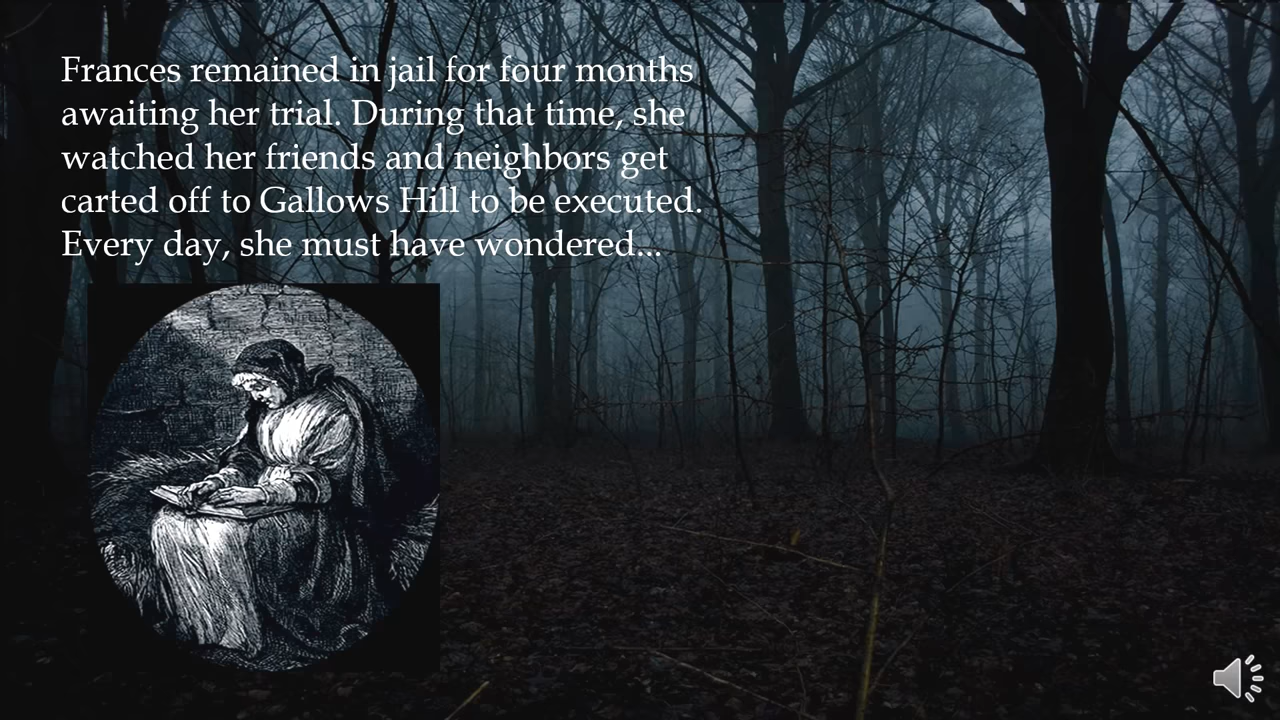 Frances remained in jail for four months
awaiting her trial. During that time, she
watched her friends and neighbors get
carted off to Gallows Hill to be executed.
Every day, she must have wondered...